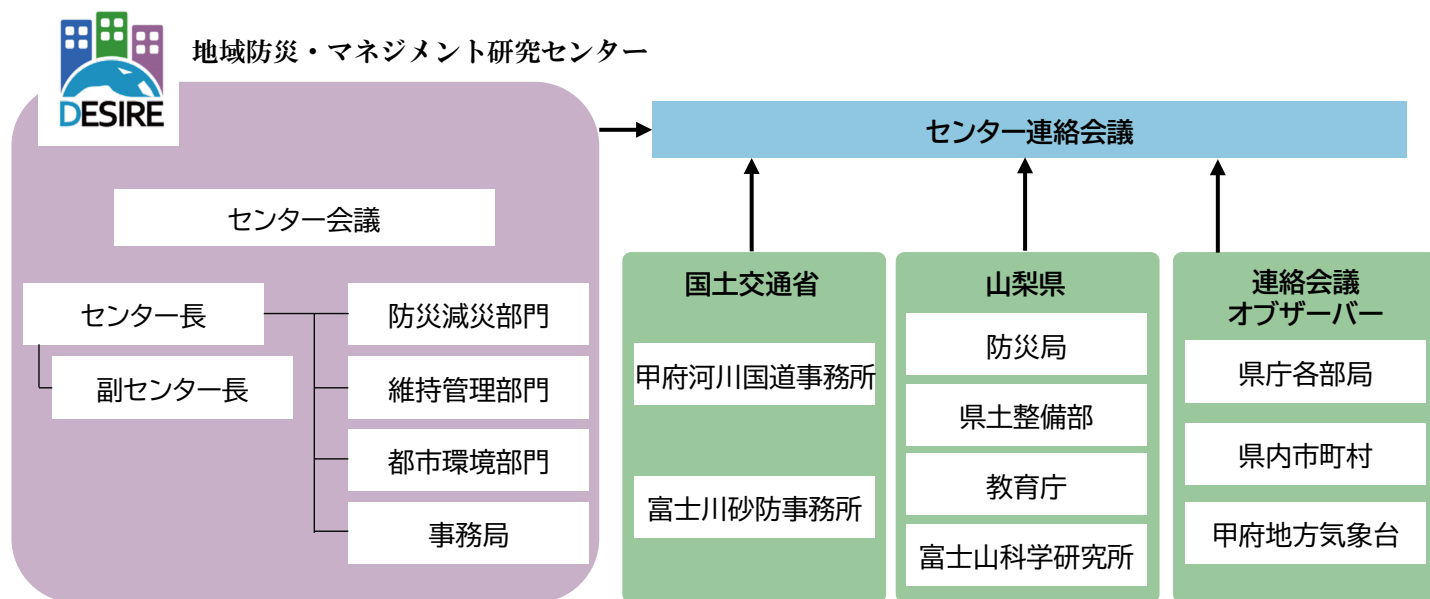 地域防災・マネジメント研究センター
DESIRE
センター会議
センター長
副センター長
防災減災部門
維持管理部門
都市環境部門
事務局
センター連絡会議
国土交通省
甲府河川国道事務所
富士川砂防事務所
山梨県
防災局
県土整備部
教育庁
富士山科学研究所
連絡会議
オブザーバー
県庁各部局
県内市町村
甲府地方気象台